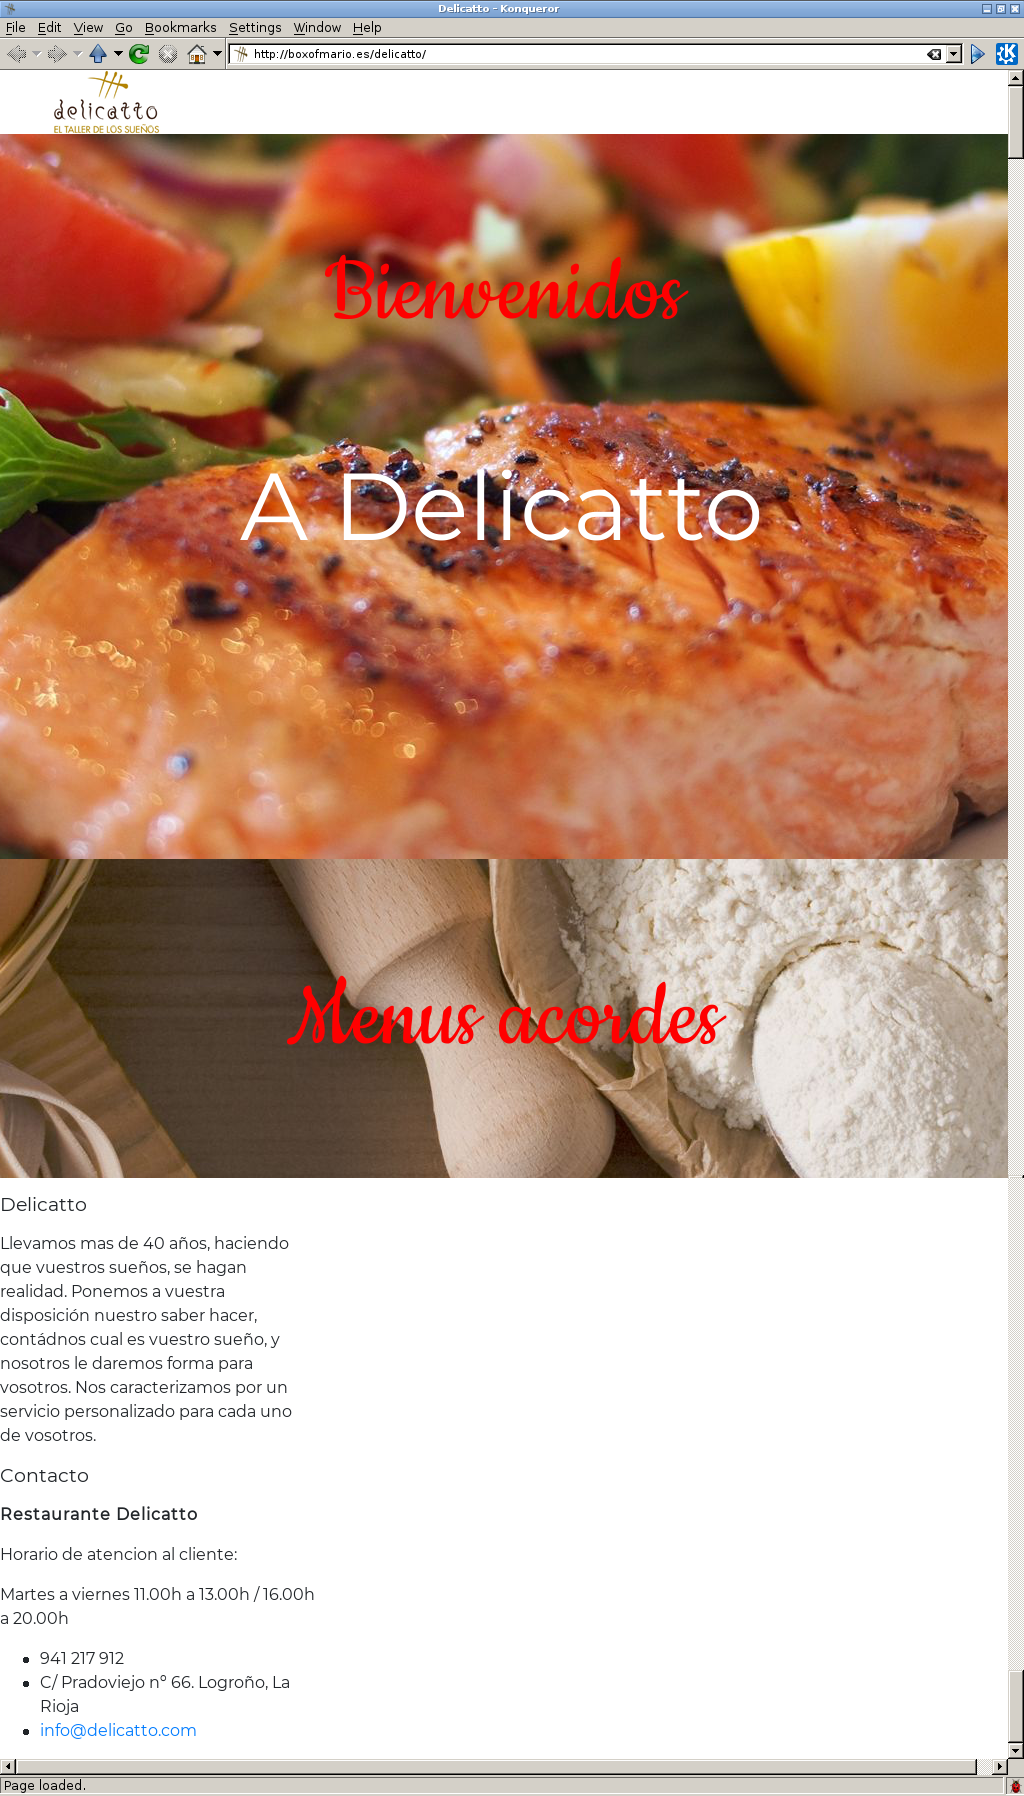 Delicatto - Konqueror
File Edit View Go Bookmarks Settings Window Help
http://boxofmario.es/delicatto/
delicatto
EL TALLER DE LOS SUEÑOS
Bienvenidos
A Delicatto
Menus acordes
Delicatto
Llevamos mas de 40 años, haciendo
que vuestros sueños, se hagan
realidad. Ponemos a vuestra
disposición nuestro saber hacer,
contádnos cual es vuestro sueño, y
nosotros le daremos forma para
vosotros. Nos caracterizamos por un
servicio personalizado para cada uno
de vosotros.
Contacto
Restaurante Delicatto
Horario de atencion al cliente:
Martes a viernes 11.00h a 13.00h / 16.00h
a 20.00h
941 217 912
C/ Pradoviejo nº 66. Logroño, La
Rioja
info@delicatto.com
Page loaded.